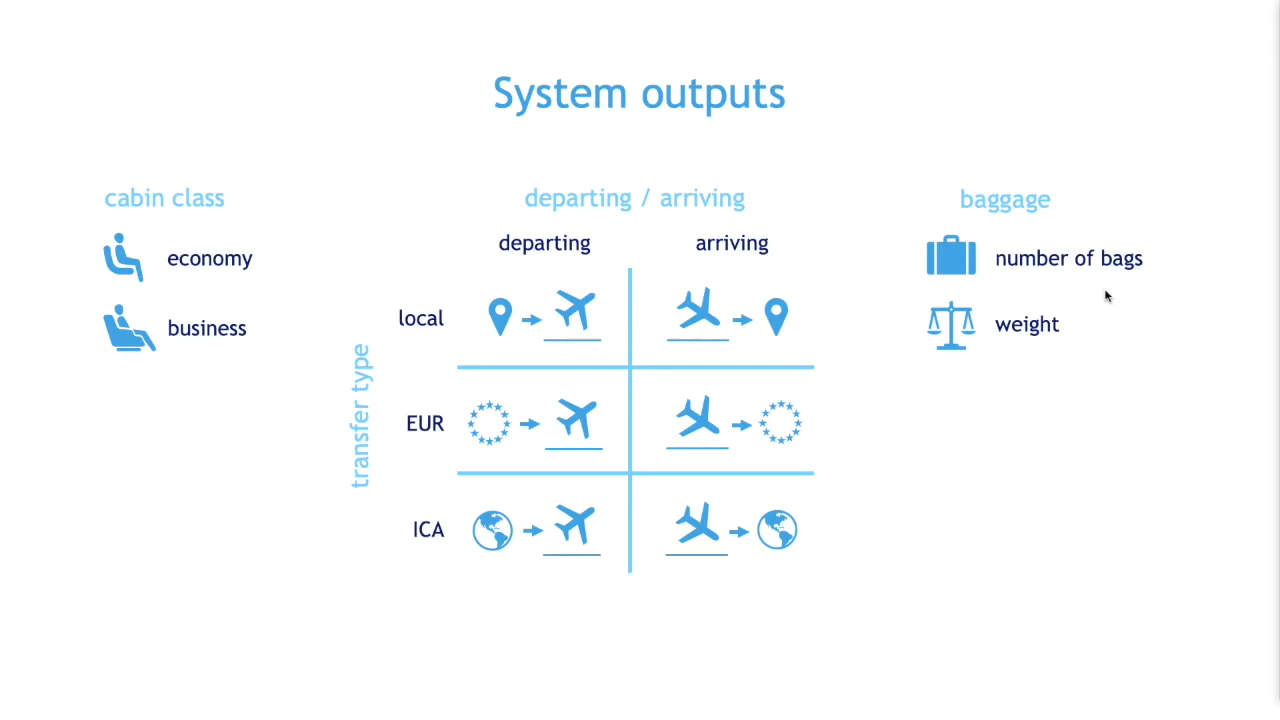 System outputs
cabin class
economy
business
departing / arriving
departing
arriving
transfer type
local
EUR
ICA
baggage
number of bags
weight